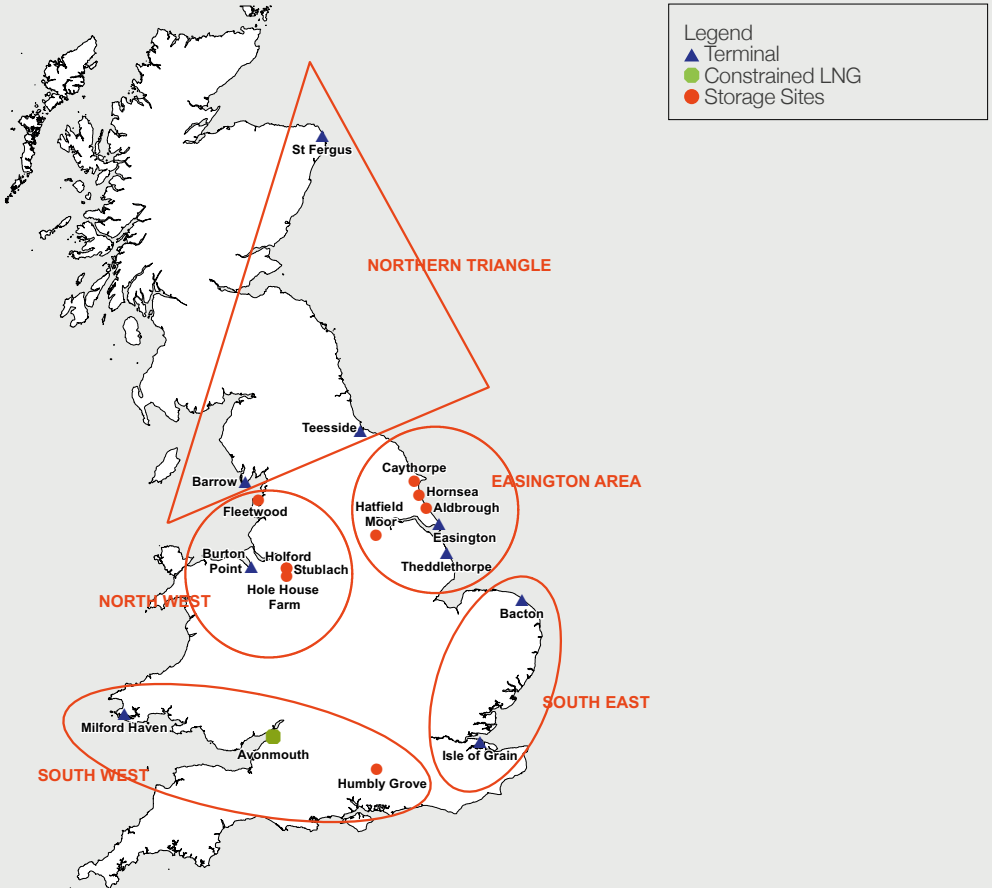 Legend
Terminal
Constrained LNG
Storage Sites
St Fergus
NORTHERN TRIANGLE
Teesside
Caythorpe
EASINGTON AREA
Barrow
Hornsea
Fleetwood
Hatfield
Moor
Aldbrough
Easington
Burton
Point
Holford
Stublach
Theddlethorpe
Hole House
Farm
NORTH WEST
Bacton
SOUTH EAST
Milford Haven
Avonmouth
Isle of Grain
SOUTH WEST
Humbly Grove